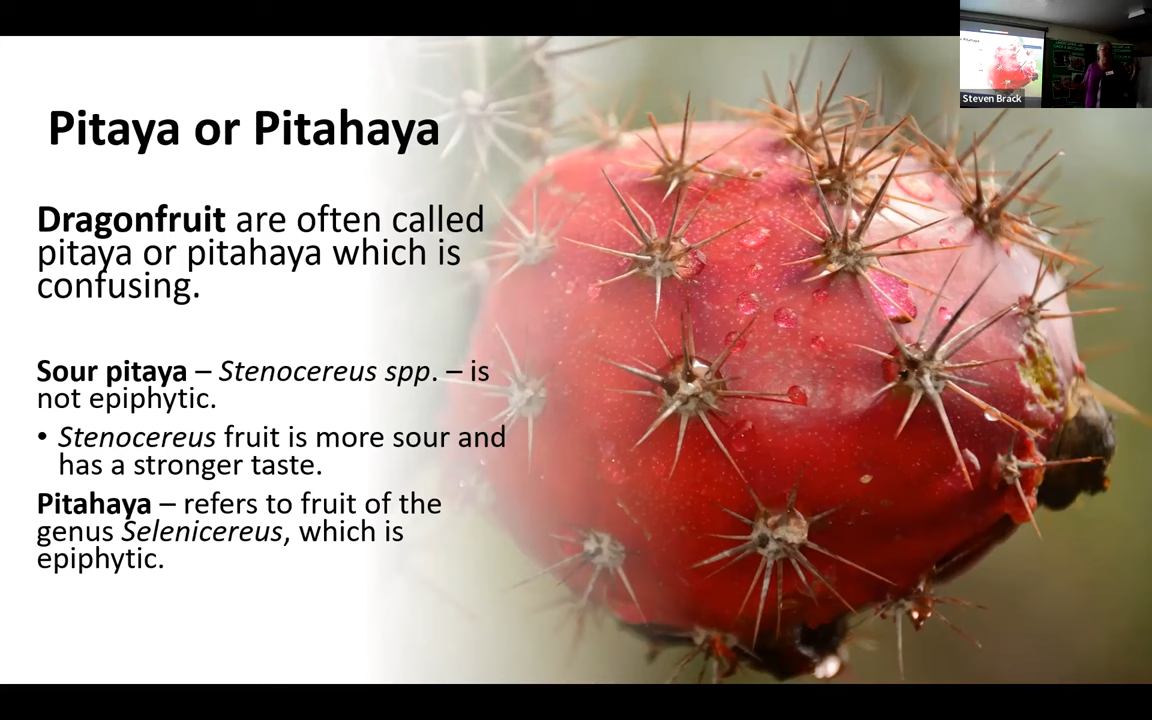 Pitaya or Pitahaya
Dragonfruit are often called
pitaya or pitahaya which is
confusing.
Sour pitaya – Stenocereus spp. – is
not epiphytic.
• Stenocereus fruit is more sour and
has a stronger taste.
Pitahaya – refers to fruit of the
genus Selenicereus, which is
epiphytic.
Steven Brack